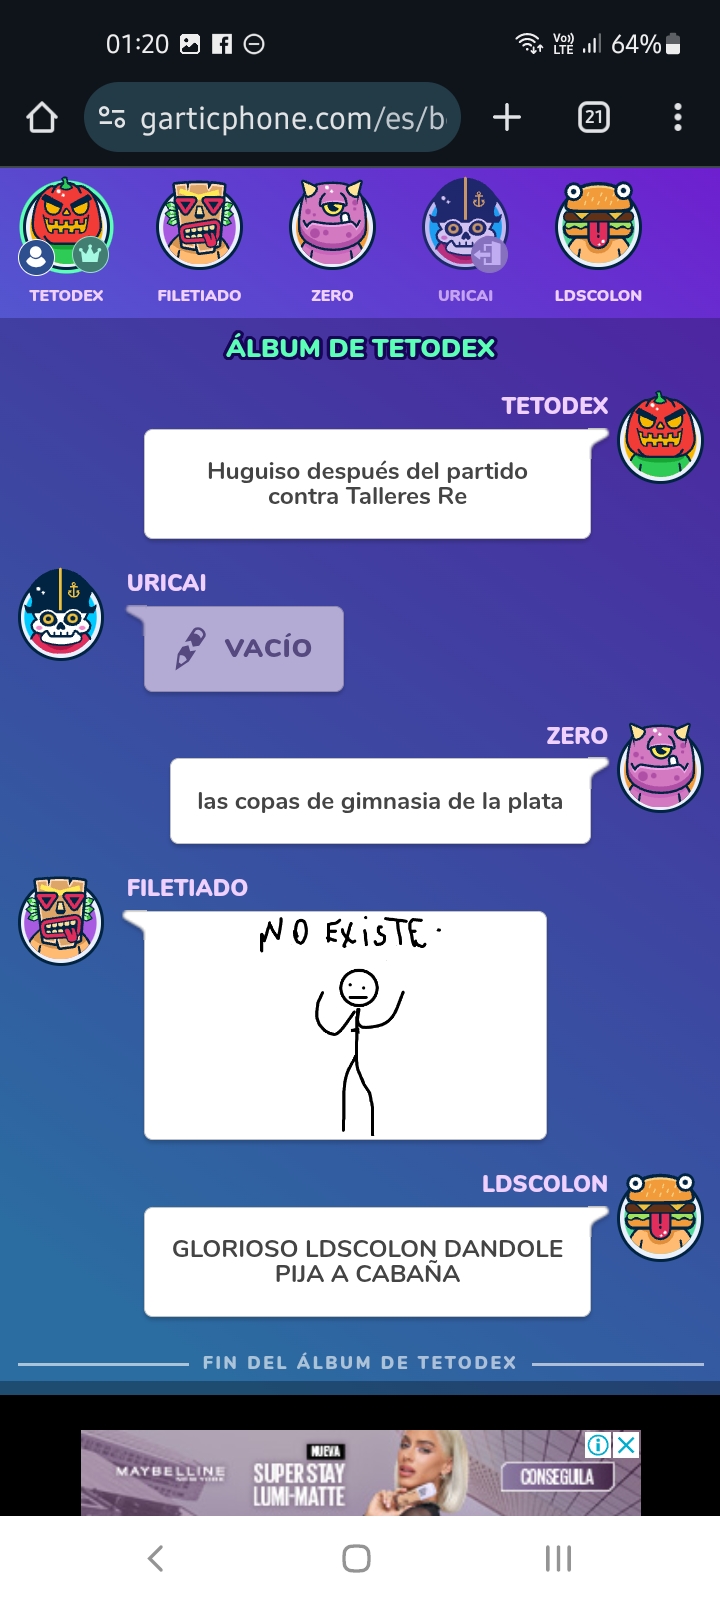 01:20
Vo))
LTE
64%
garticphone.com/es/b
21
TETODEX
FILETIADO
ZERO
URICAI
LDSCOLON
ÁLBUM DE TETODEX
TETODEX
Huguiso después del partido
contra Talleres Re
URICAI
VACÍO
ZERO
las copas de gimnasia de la plata
FILETIADO
NO EXiSTE.
LDSCOLON
GLORIOSO LDSCOLON DANDOLE
PIJA A CABAÑA
FIN DEL ÁLBUM DE TETODEX
MAYBELLINE
NEW YORK
NUEVA
SUPER STAY
LUMI-MATTE
CONSEGUILA